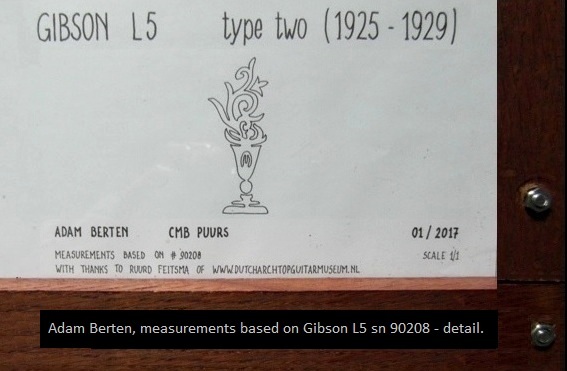 GIBSON L5 type two (1925 - 1929)
ADAM BERTEN CMB PUURS 01 / 2017
MEASUREMENTS BASED ON # 90208 SCALE 1/1
WITH THANKS TO RUURD FEITSMA OF WWW.DUTCHARCHTOPGUITARMUSEUM.NL
Adam Berten, measurements based on Gibson L5 sn 90208 - detail.